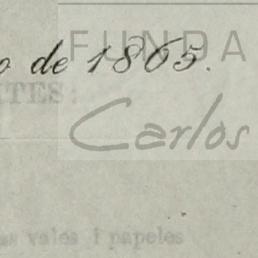 FUNDA
o de 1865.
Carlos
vales i papeles